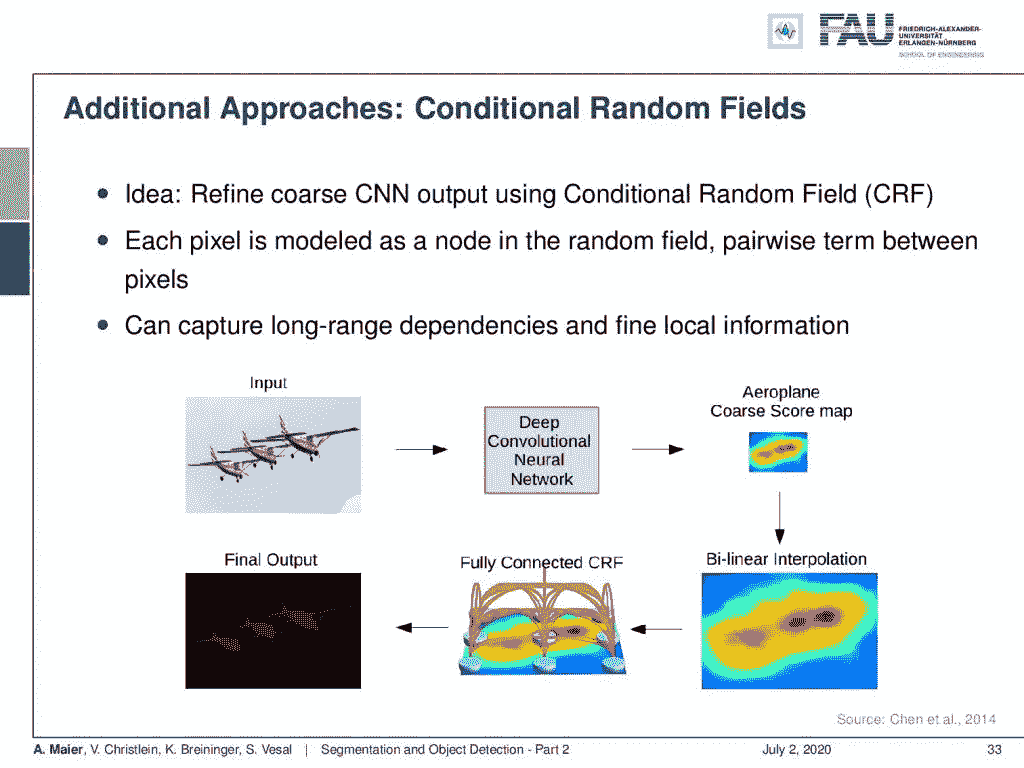 FAU
FRIEDRICH-ALEXANDER-
UNIVERSITÄT
ERLANGEN-NÜRNBERG
SCHOOL OF ENGINEERING
Additional Approaches: Conditional Random Fields
• Idea: Refine coarse CNN output using Conditional Random Field (CRF)
• Each pixel is modeled as a node in the random field, pairwise term between
pixels
• Can capture long-range dependencies and fine local information
Input
Deep
Convolutional
Neural
Network
Aeroplane
Coarse Score map
Final Output
Fully Connected CRF
Bi-linear Interpolation
Source: Chen et al., 2014
A. Maier, V. Christlein, K. Breininger, S. Vesal | Segmentation and Object Detection - Part 2 July 2, 2020 33